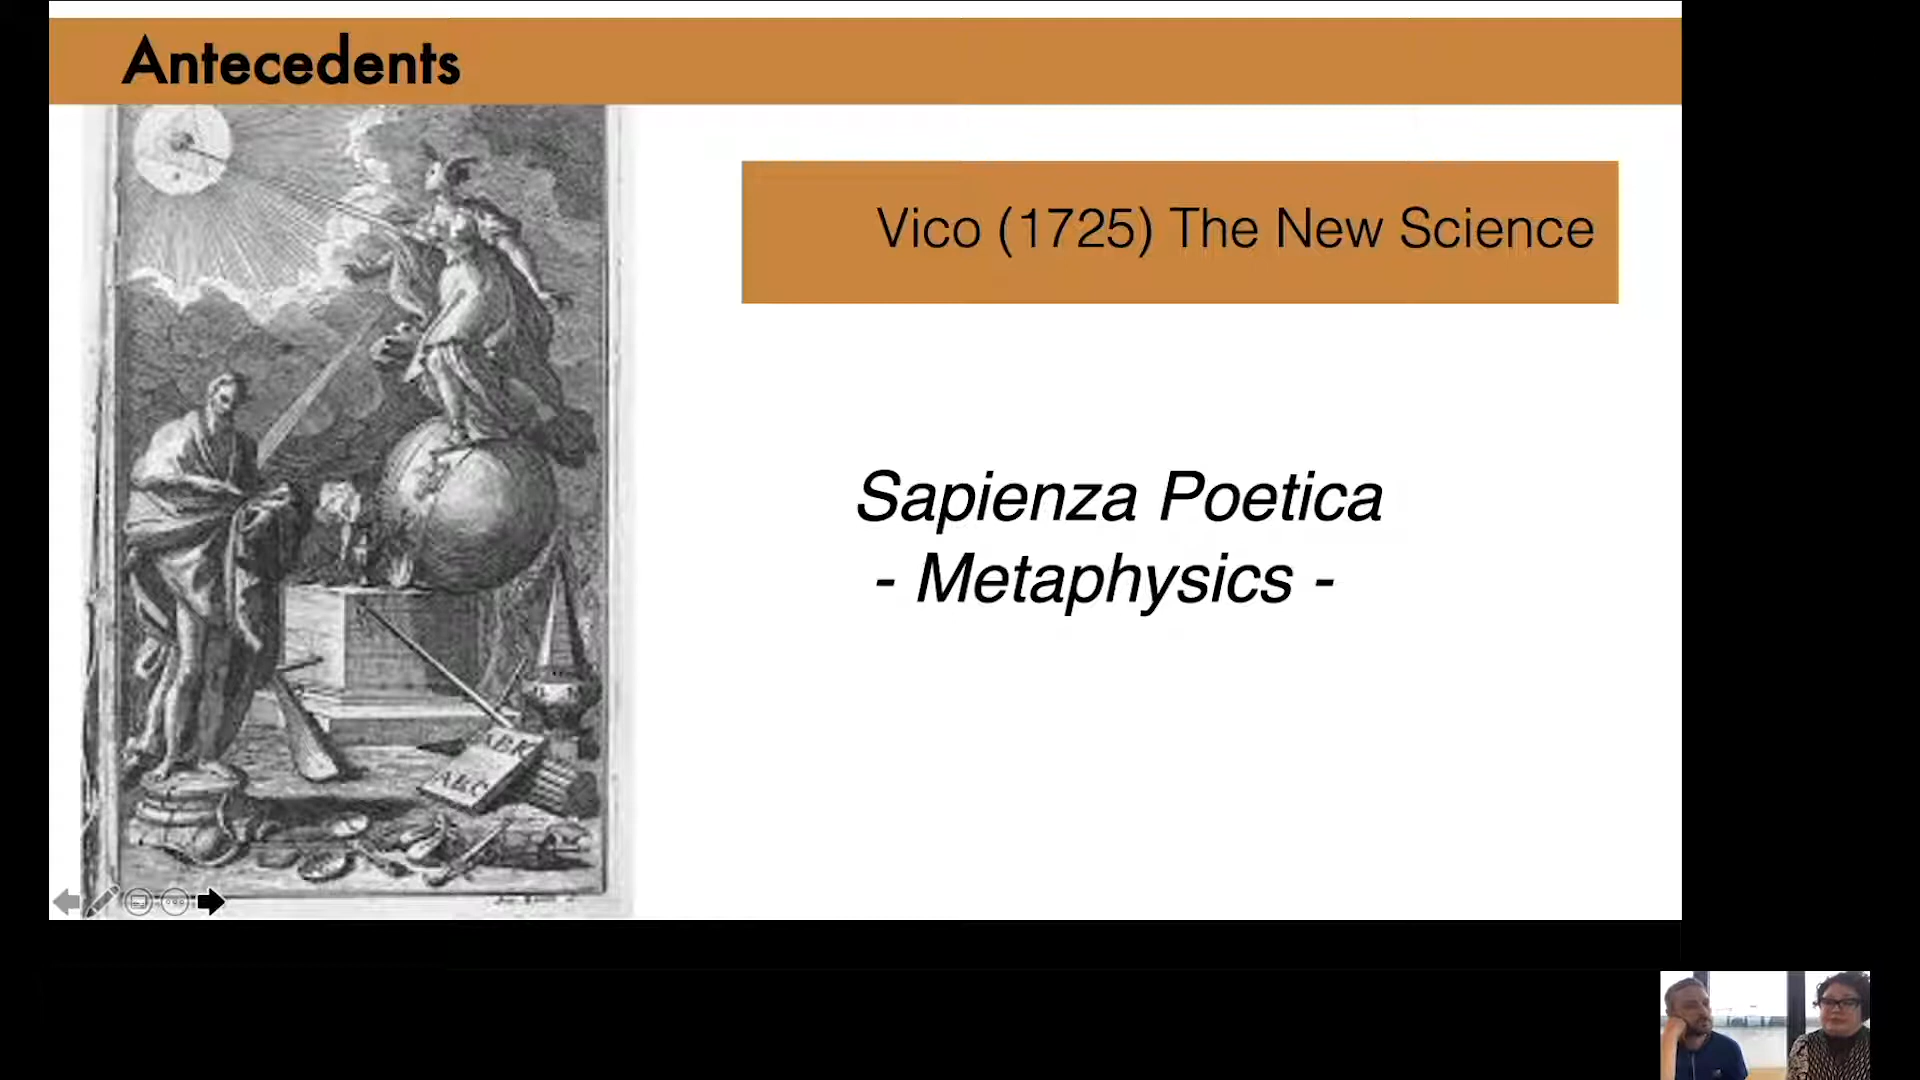 Antecedents
Vico (1725) The New Science
Sapienza Poetica
- Metaphysics -